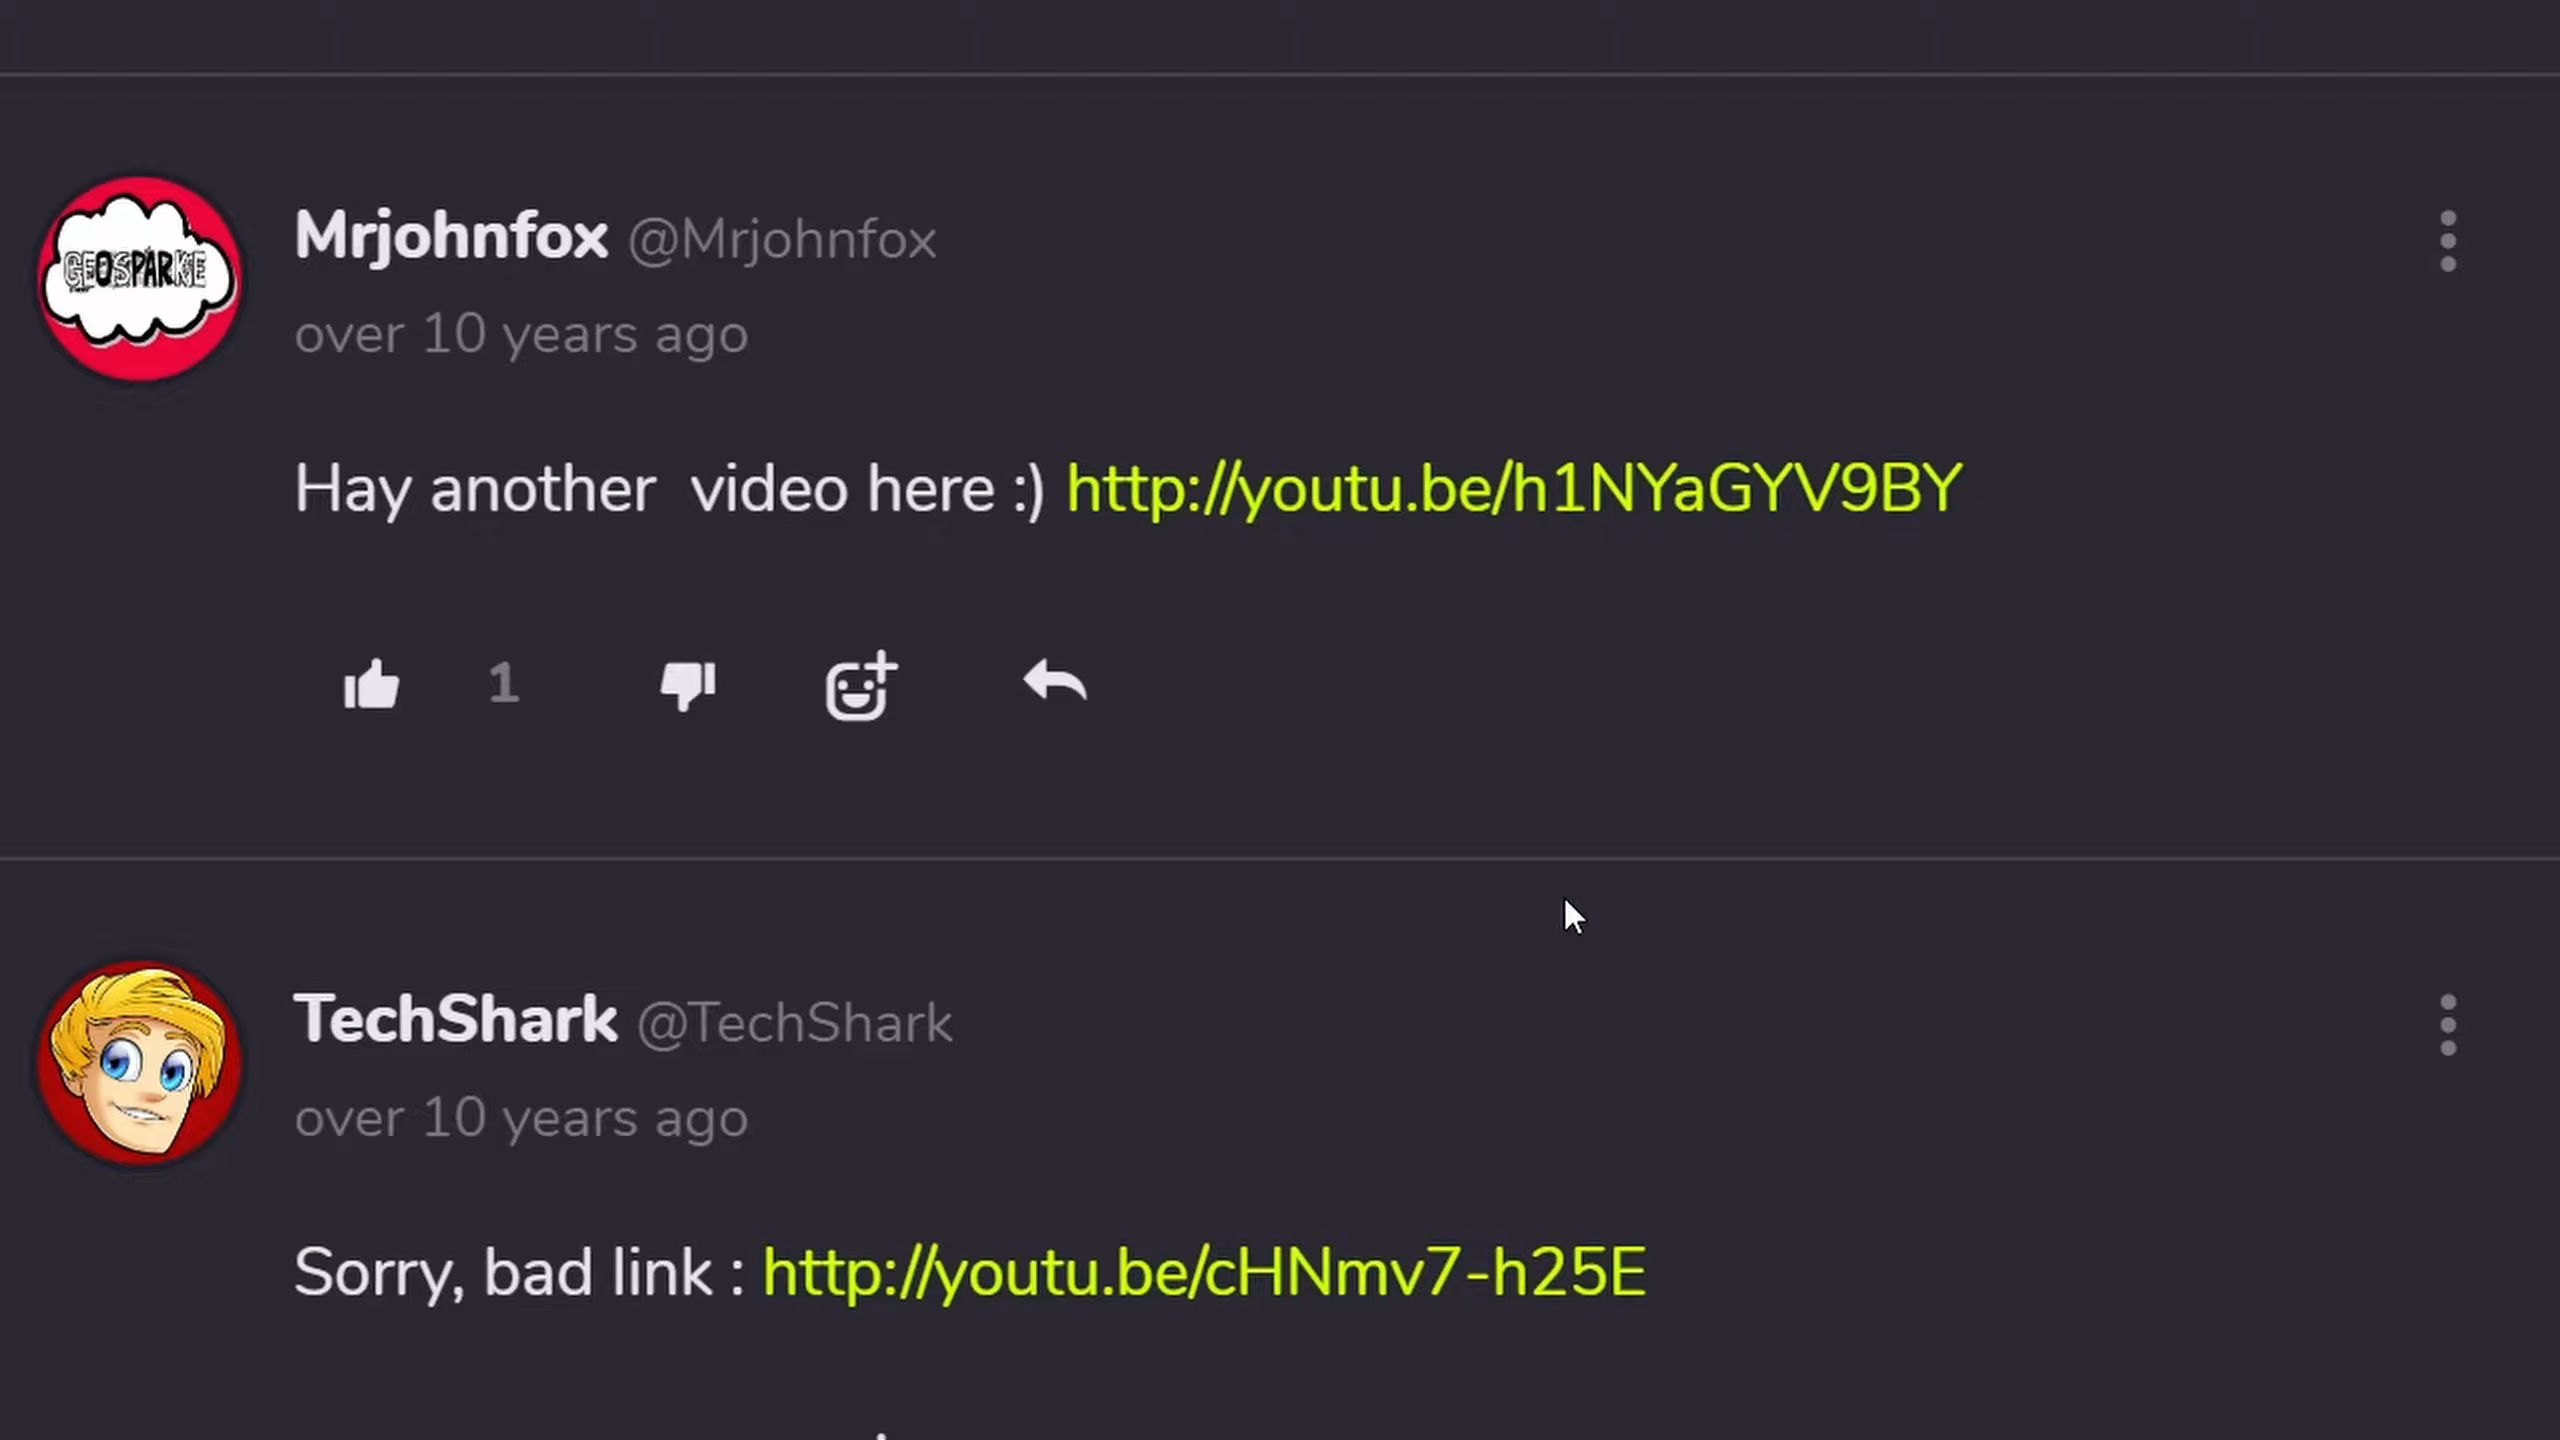 GEOSPARKE
Mrjohnfox @Mrjohnfox
over 10 years ago
Hay another  video here :) http://youtu.be/h1NYaGYV9BY
1
TechShark @TechShark
over 10 years ago
Sorry, bad link : http://youtu.be/cHNmv7-h25E